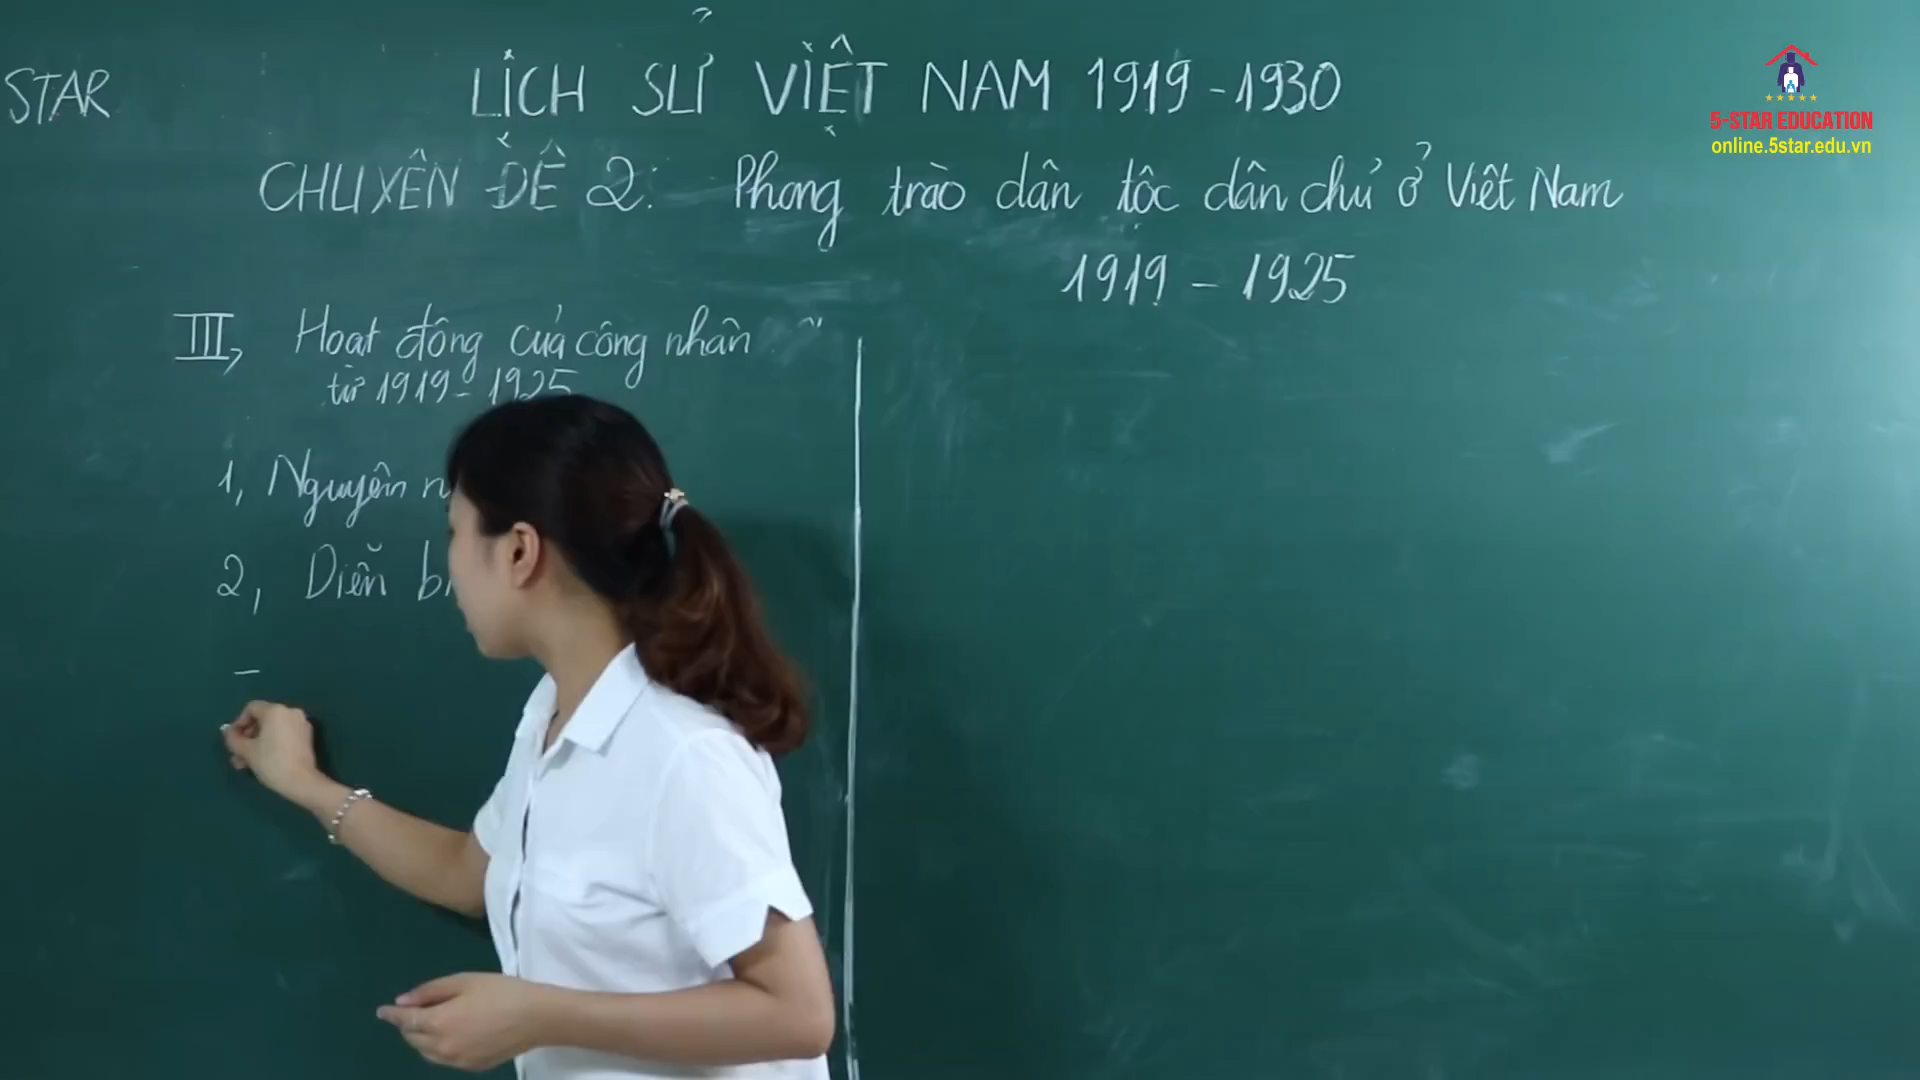 STAR
LỊCH SỬ VIỆT NAM 1919 - 1930
CHUYÊN ĐỀ 2: Phong trào dân tộc dân chủ ở Việt Nam
1919 - 1925
III, Hoạt động của công nhân
từ 1919 - 1925
1, Nguyên
2, Diễn
-
5-STAR EDUCATION
online.5star.edu.vn